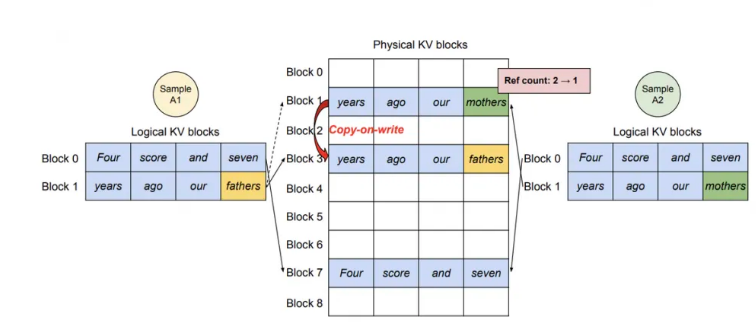 Physical KV blocks
Block 0
Ref count: 2 → 1
Sample A1
Sample A2
Block 1 years ago our mothers
Logical KV blocks
Block 2 Copy-on-write
Logical KV blocks
Block 0 Four score and seven
Block 3 years ago our fathers
Block 0 Four score and seven
Block 1 years ago our fathers
Block 4
Block 1 years ago our mothers
Block 5
Block 6
Block 7 Four score and seven
Block 8